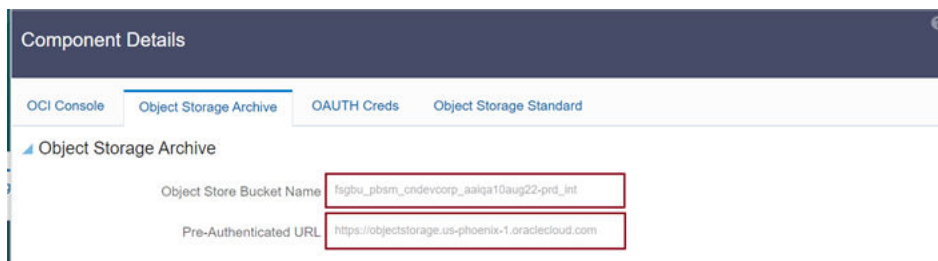 Component Details
OCI Console Object Storage Archive OAUTH Creds Object Storage Standard
Object Storage Archive
Object Store Bucket Name fsgbu_pbsm_cndevcorp_aaiqa10aug22-prd_int
Pre-Authenticated URL https://objectstorage.us-phoenix-1.oraclecloud.com